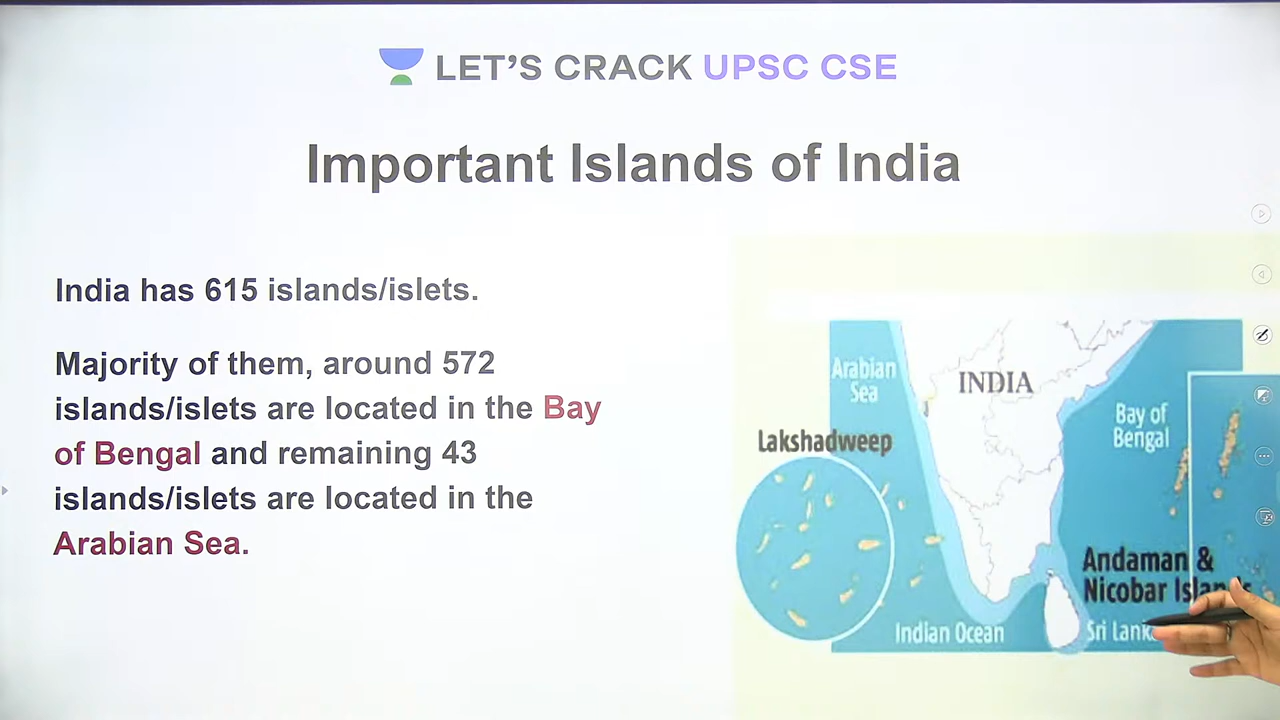 LET'S CRACK UPSC CSE
Important Islands of India
India has 615 islands/islets.
Majority of them, around 572
islands/islets are located in the Bay
of Bengal and remaining 43
islands/islets are located in the
Arabian Sea.
Arabian
Sea
INDIA
Bay of
Bengal
Lakshadweep
Andaman &
Nicobar Islands
Indian Ocean
Sri Lanka